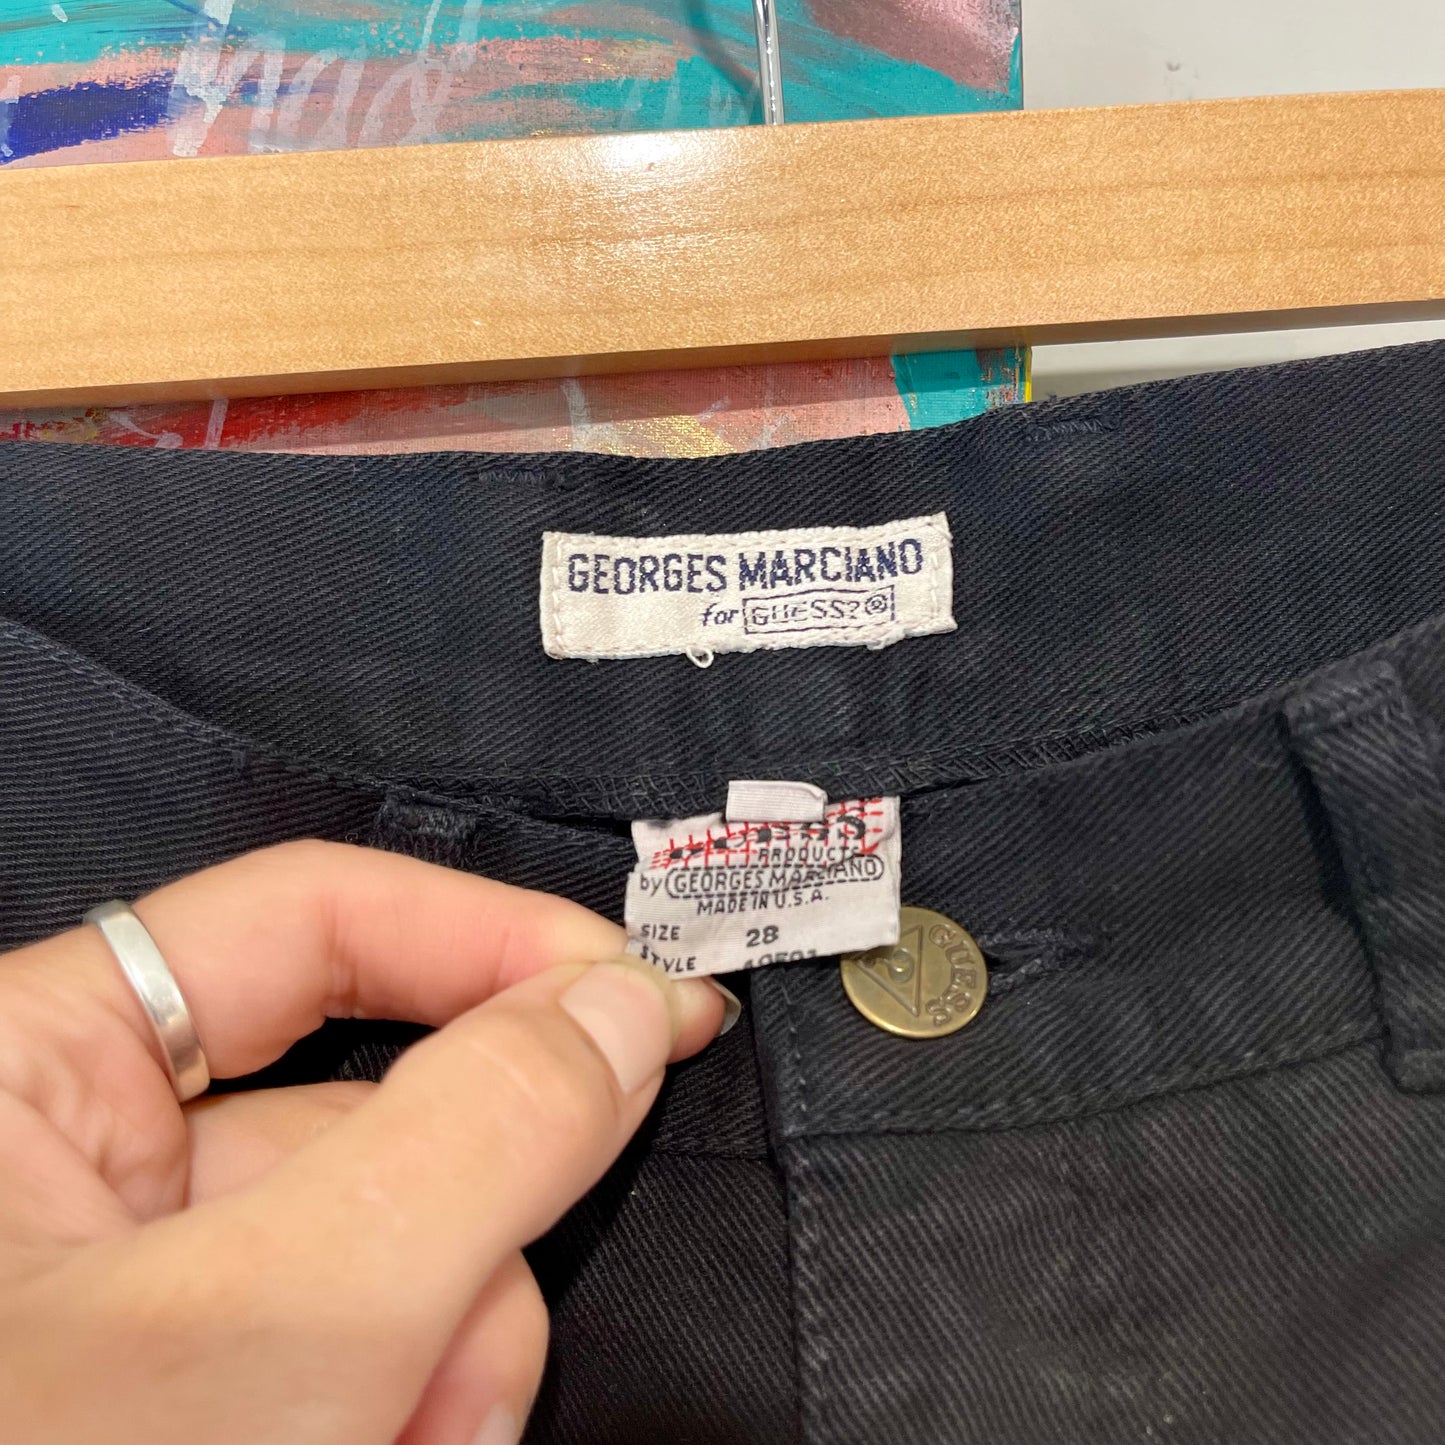 GEORGES MARCIANO
for GUESS?®
PRODUCT
by GEORGES MARCIANO
MADE IN U.S.A.
SIZE 28
STYLE
GUESS